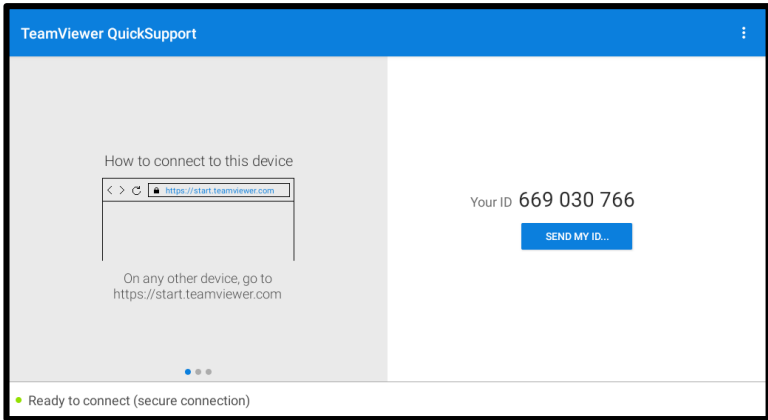 TeamViewer QuickSupport
How to connect to this device
https://start.teamviewer.com
On any other device, go to
https://start.teamviewer.com
Your ID 669 030 766
SEND MY ID...
Ready to connect (secure connection)